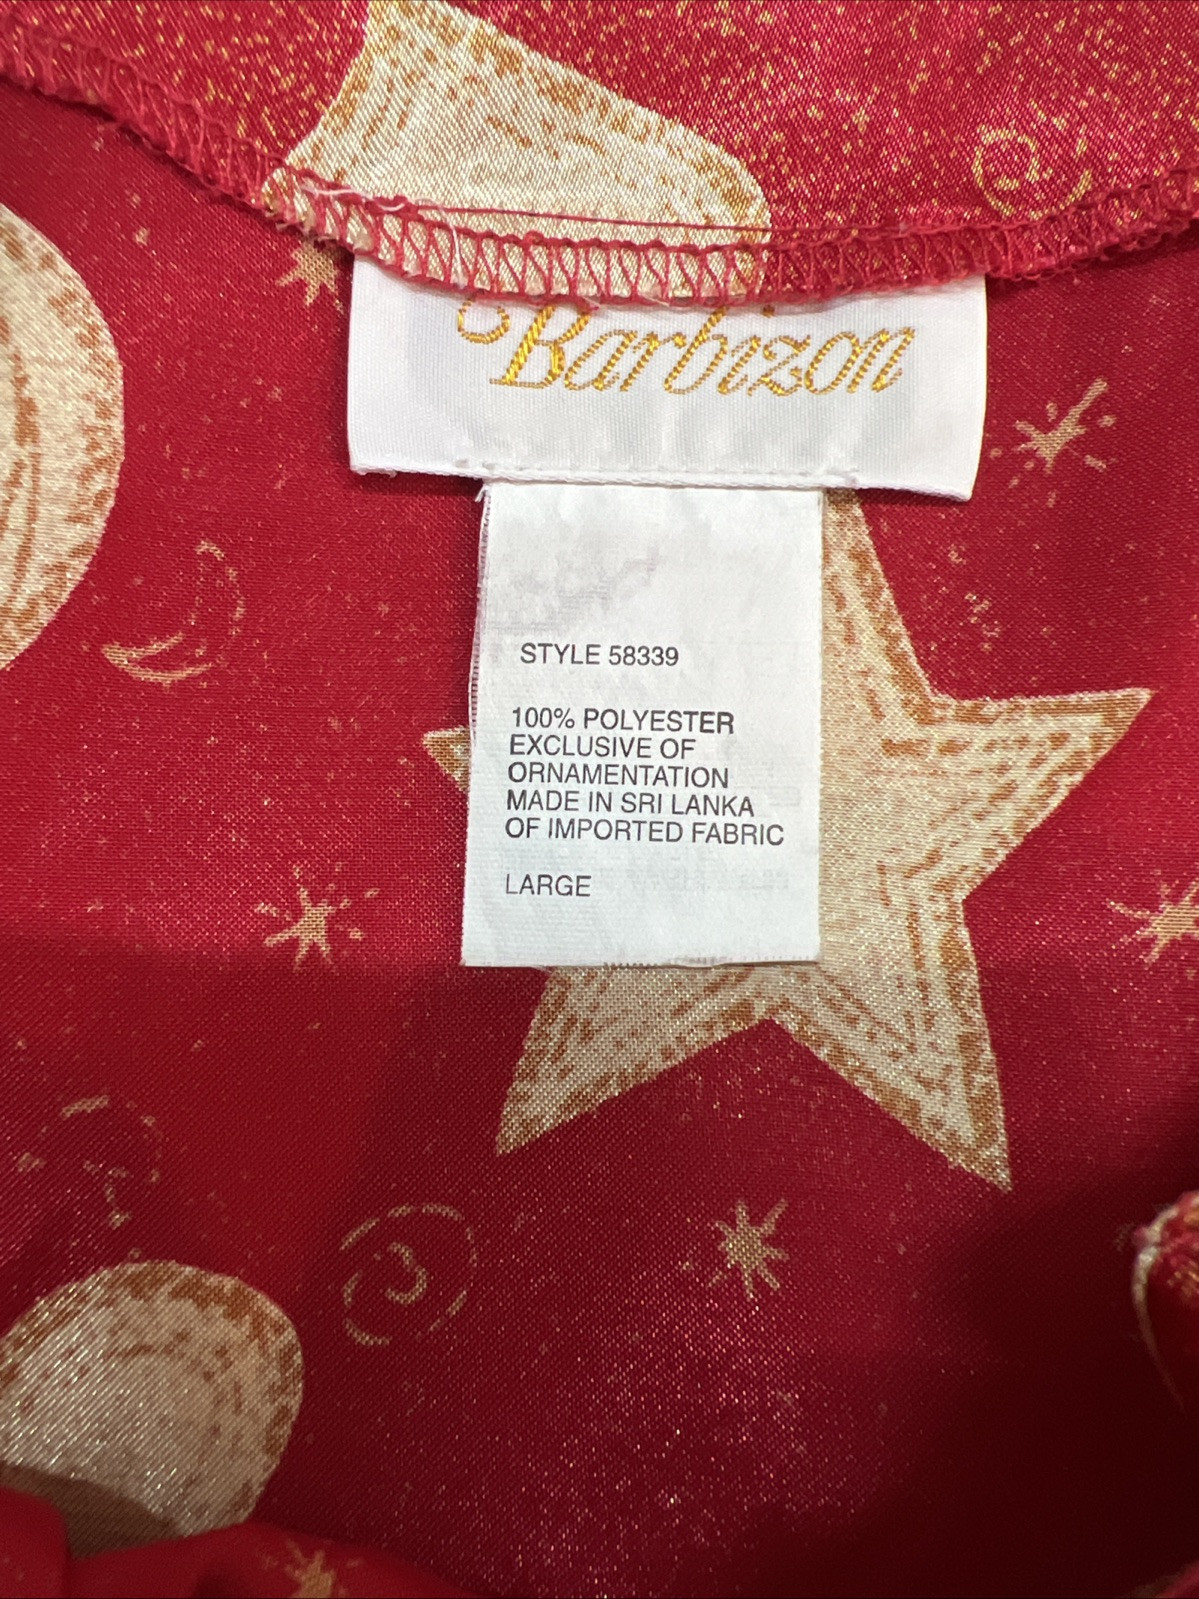 Barbizon
STYLE 58339
100% POLYESTER
EXCLUSIVE OF
ORNAMENTATION
MADE IN SRI LANKA
OF IMPORTED FABRIC
LARGE